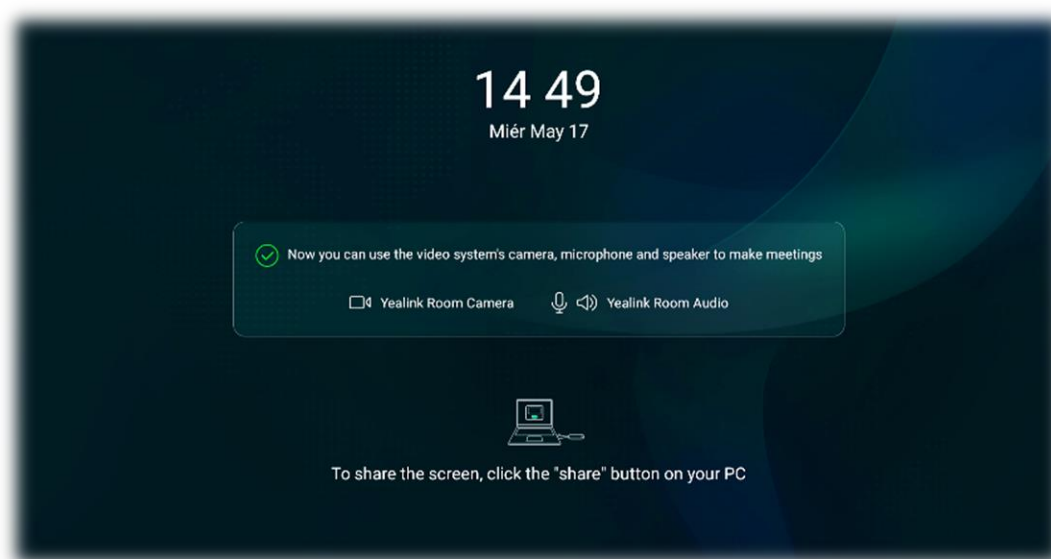 14 49
Miér May 17
Now you can use the video system's camera, microphone and speaker to make meetings
Yealink Room Camera Yealink Room Audio
To share the screen, click the "share" button on your PC